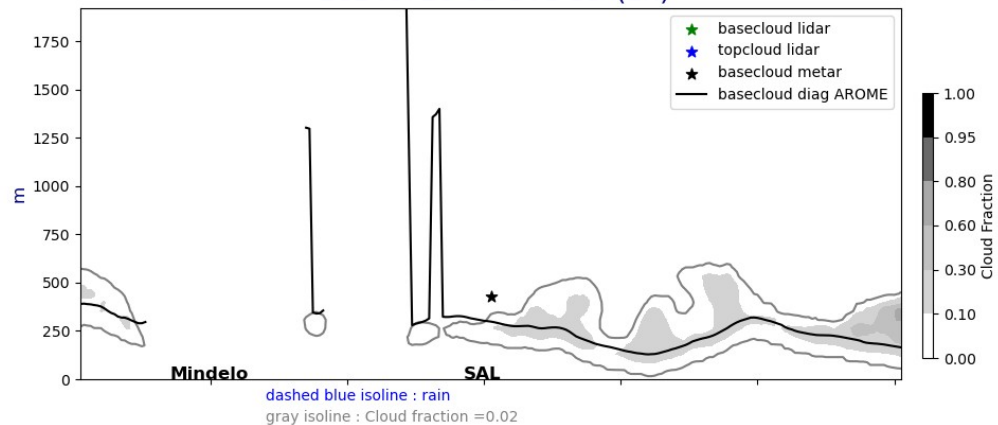 basecloud lidar
topcloud lidar
basecloud metar
basecloud diag AROME
1750
1500
1250
1000
750
500
250
0
m
Mindelo SAL
dashed blue isoline : rain
gray isoline : Cloud fraction =0.02
1.00
0.95
0.80
0.60
0.30
0.10
0.00
Cloud Fraction